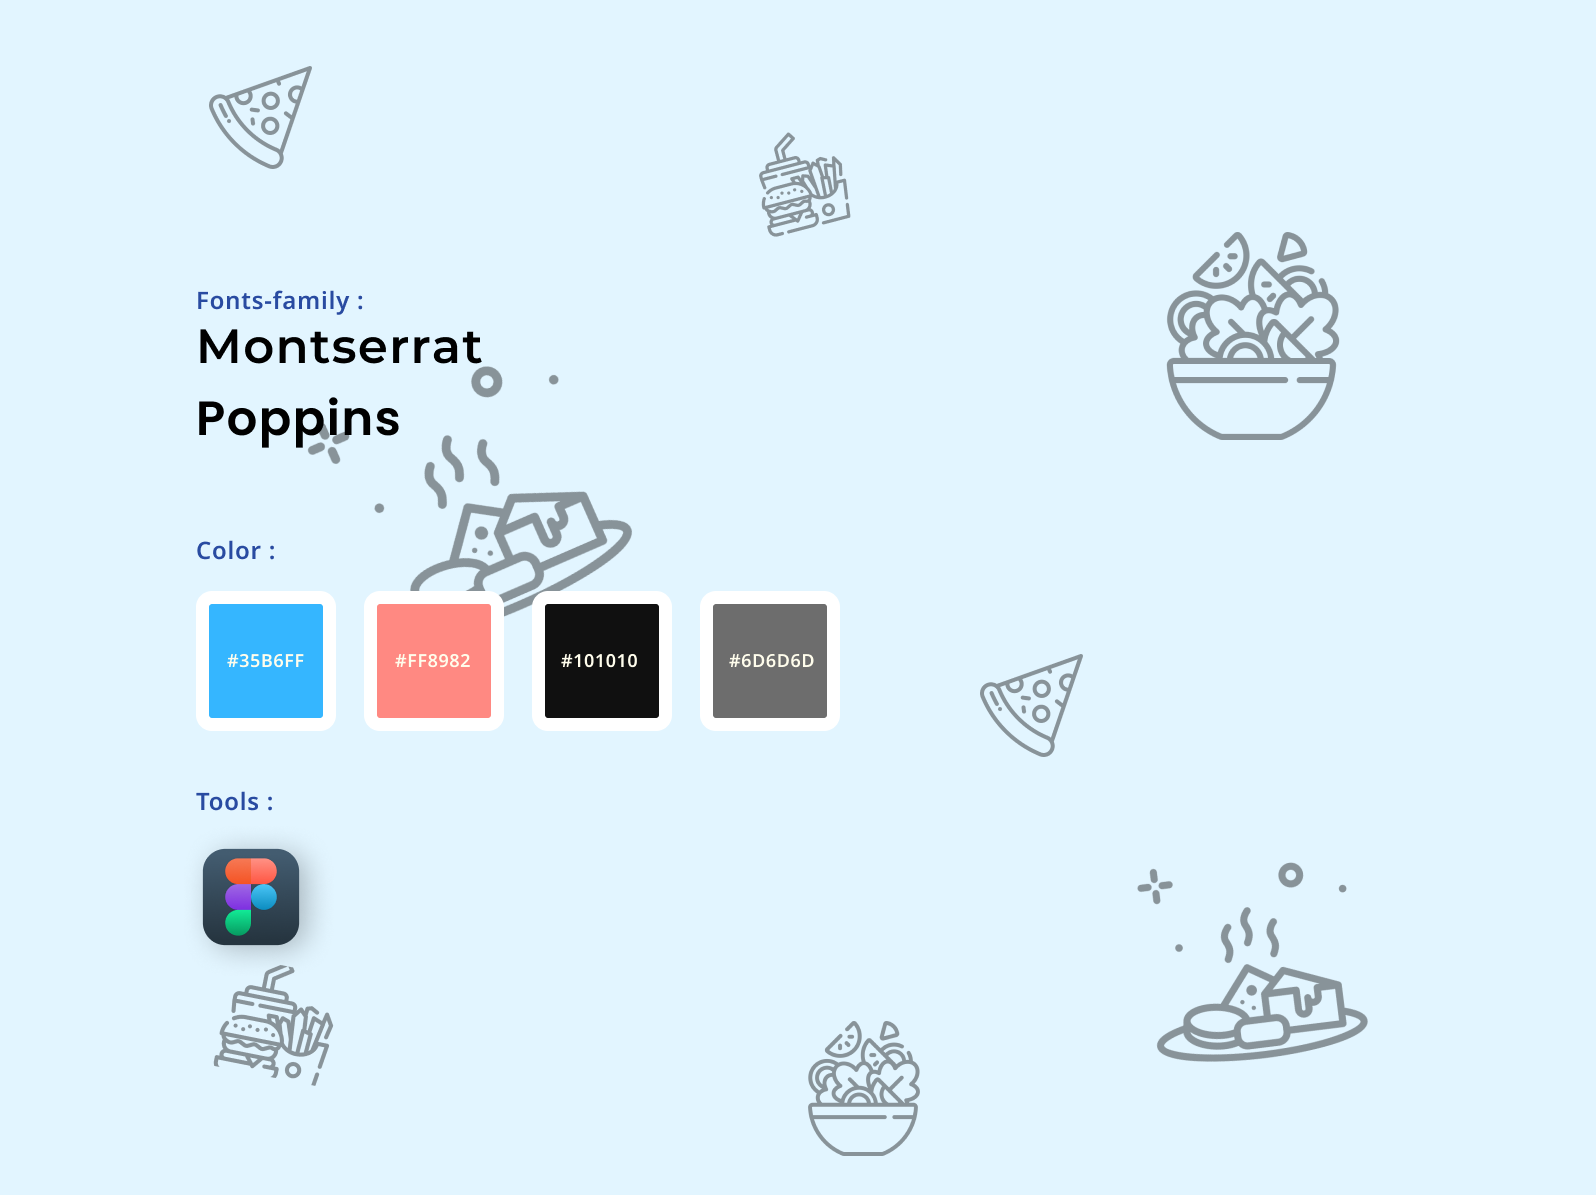 Fonts-family :
Montserrat
Poppins
Color :
#35B6FF #FF8982 #101010 #6D6D6D
Tools :